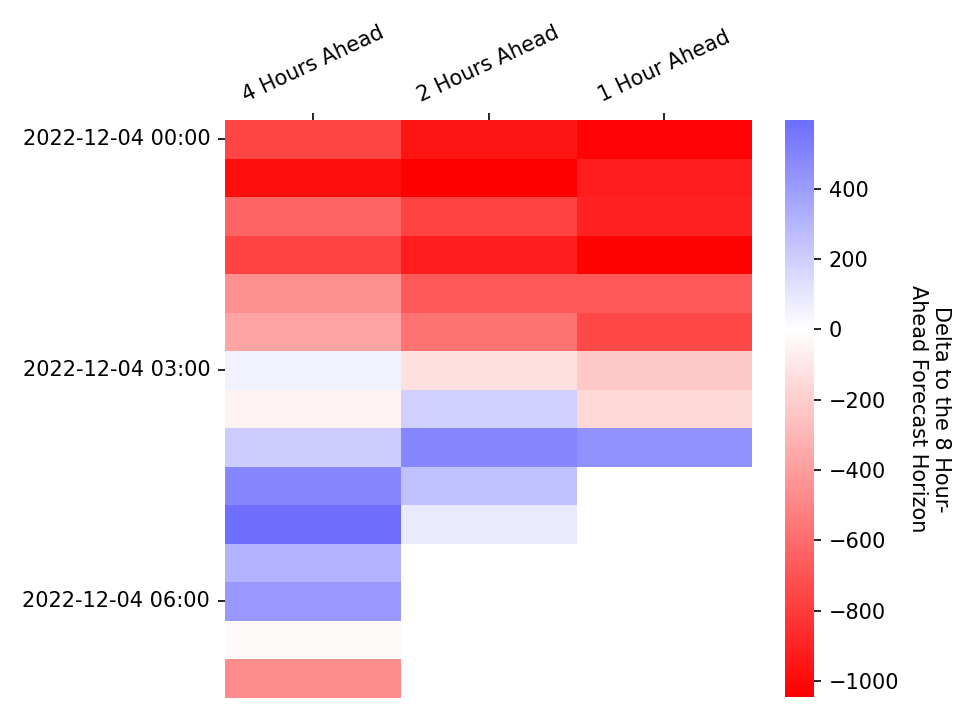 4 Hours Ahead
2 Hours Ahead
1 Hour Ahead
2022-12-04 00:00
2022-12-04 03:00
2022-12-04 06:00
400
200
0
−200
−400
−600
−800
−1000
Delta to the 8 Hour-
Ahead Forecast Horizon